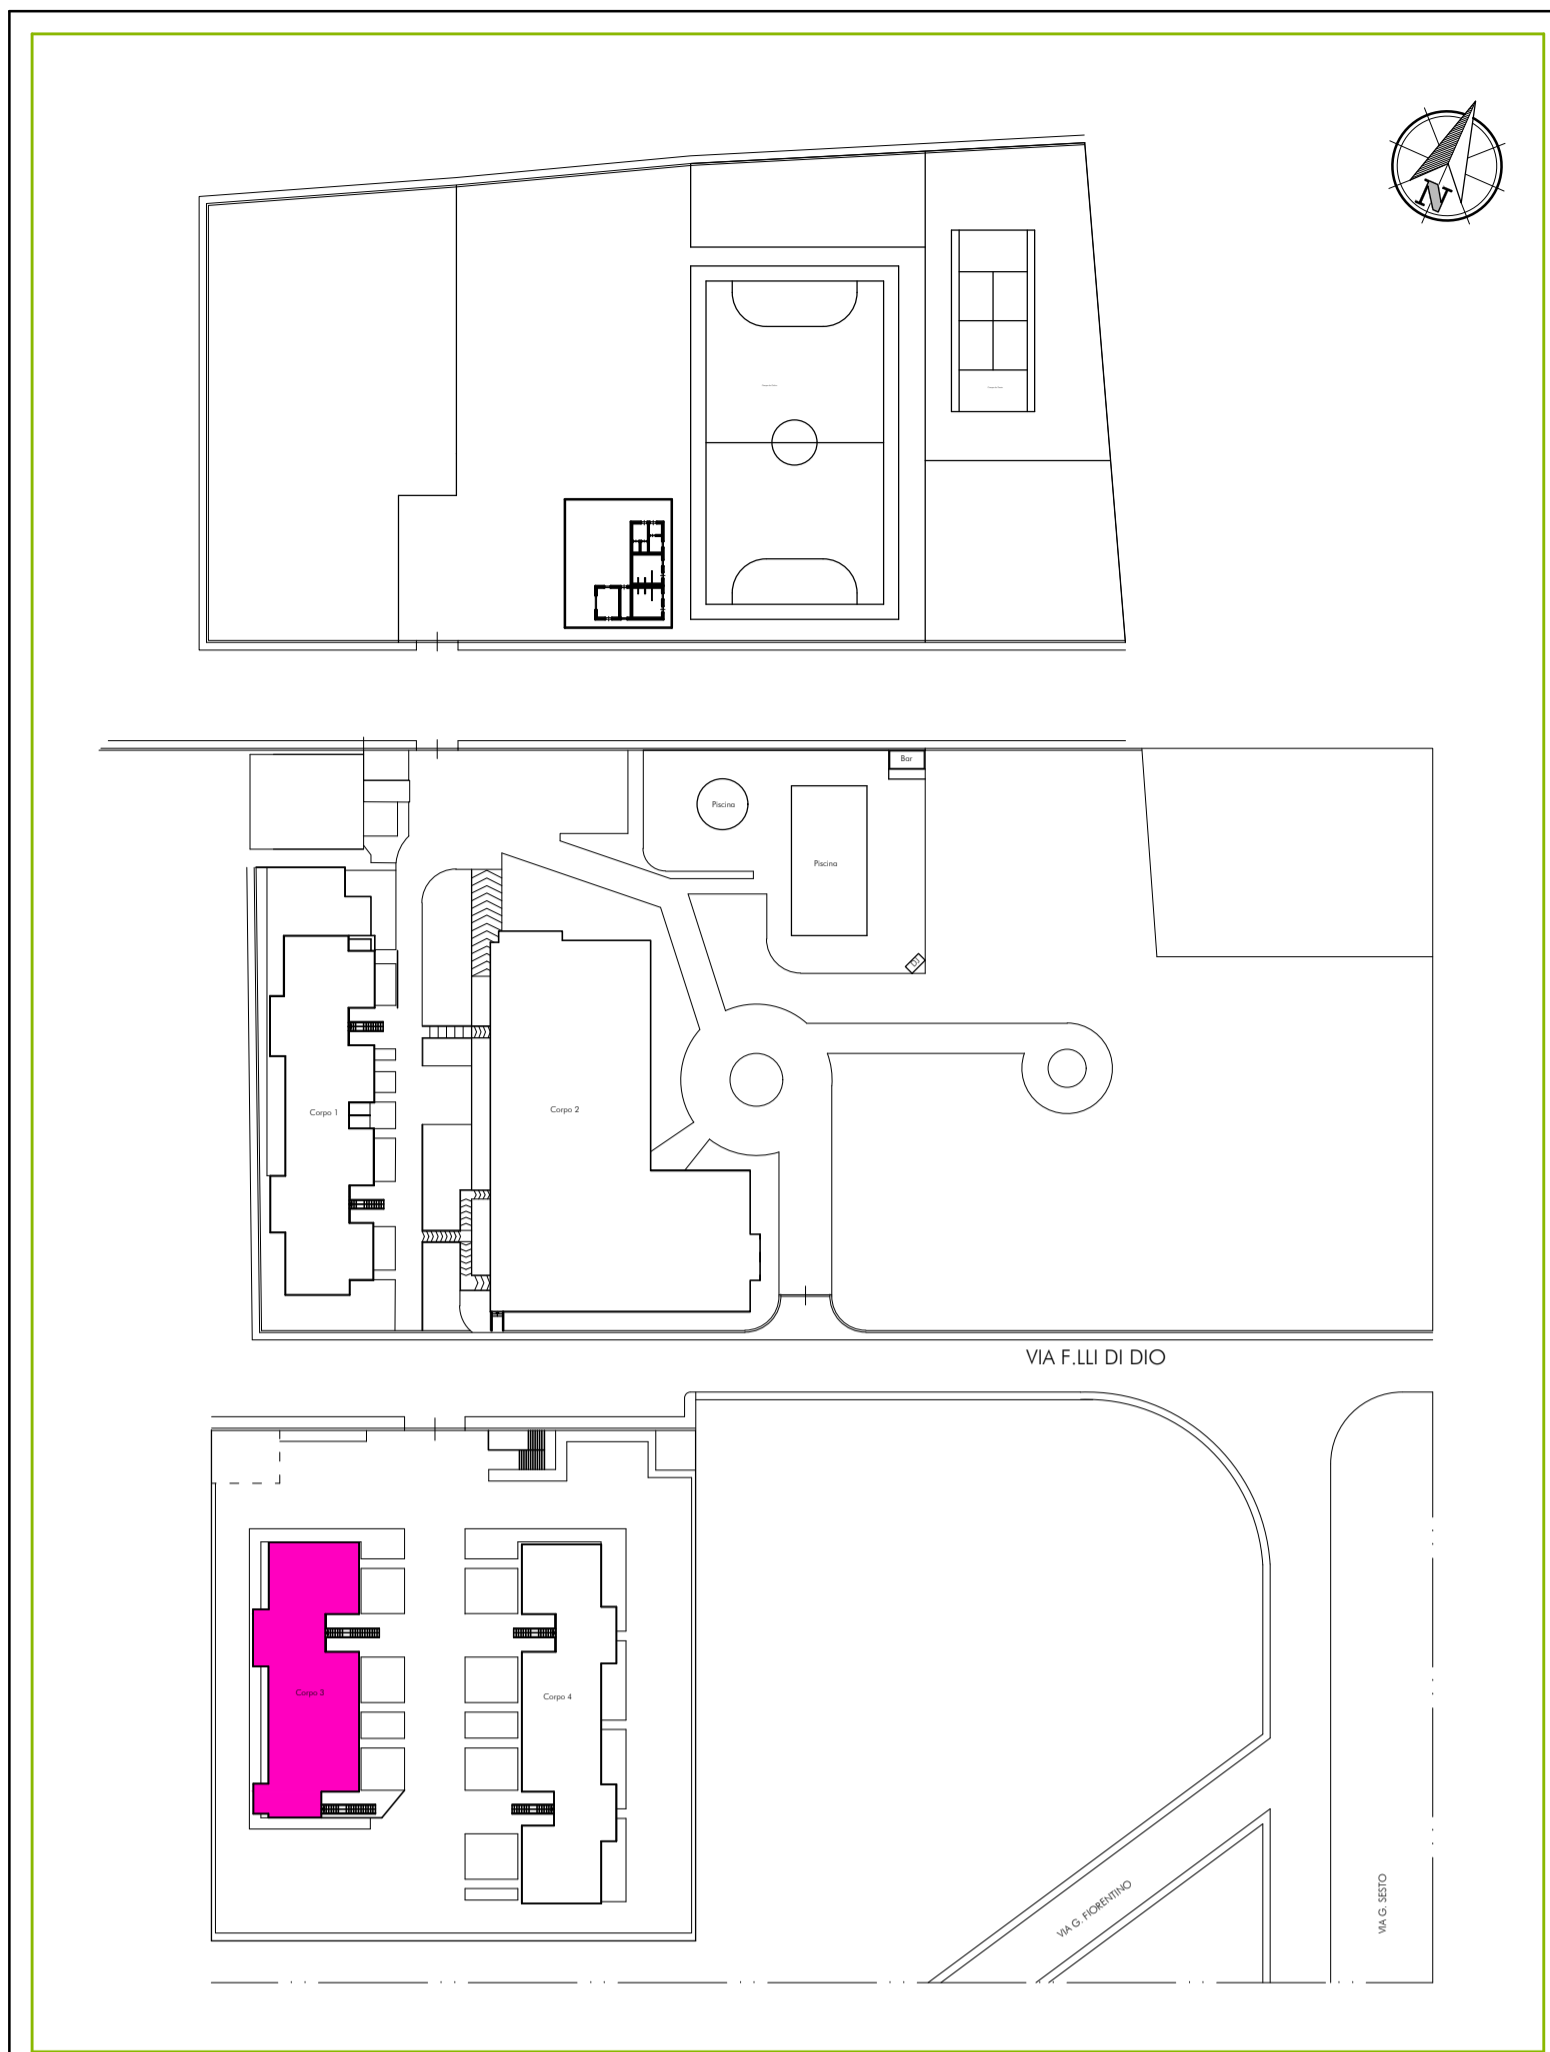 N
Bar
Piscina
Piscina
DJ
Corpo 1
Corpo 2
VIA F.LLI DI DIO
Corpo 3
Corpo 4
VIA G. FIORENTINO
VIA G. SESTO